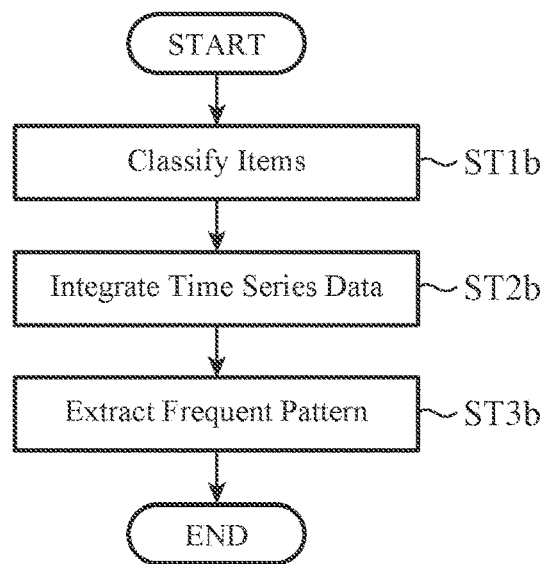 START
Classify Items
ST1b
Integrate Time Series Data
ST2b
Extract Frequent Pattern
ST3b
END